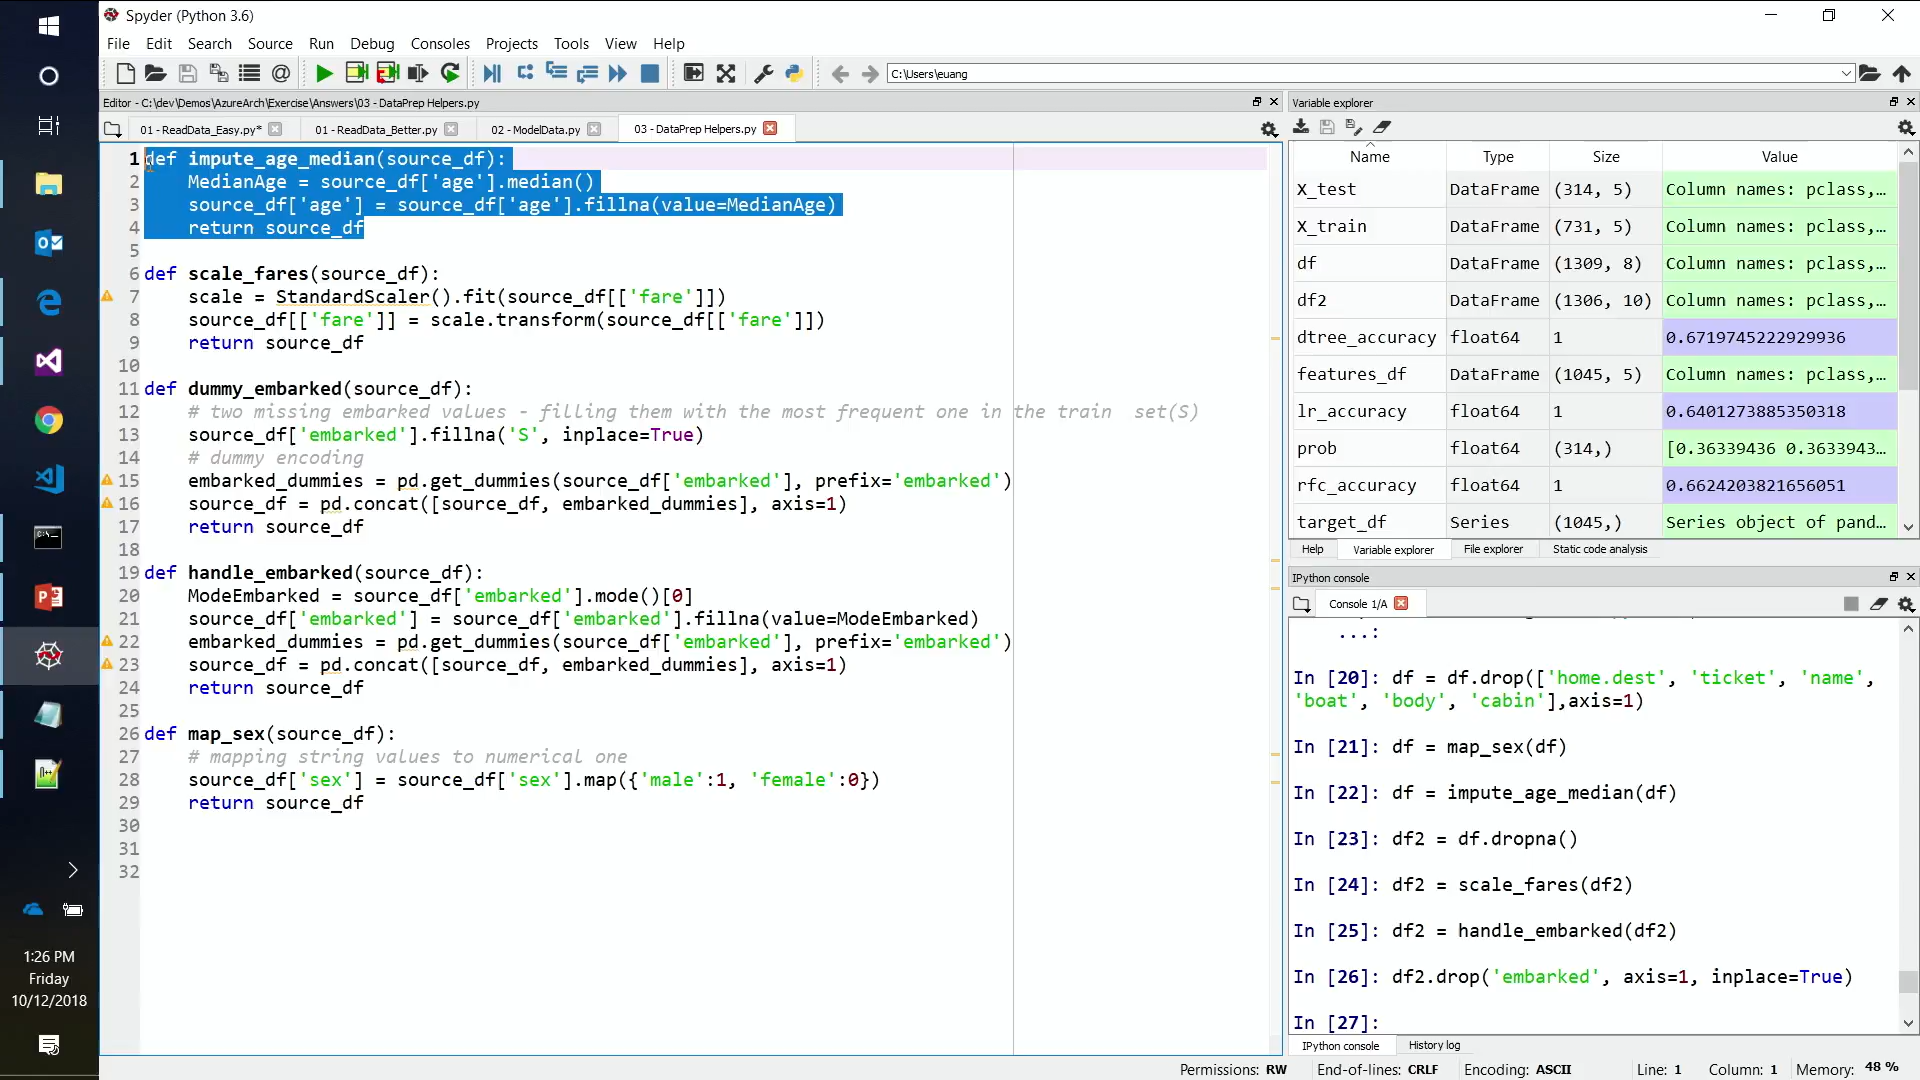 Spyder (Python 3.6)
File Edit Search Source Run Debug Consoles Projects Tools View Help
C:\Users\euang
Editor - C:\dev\Demos\AzureArch\Exercise\Answers\03 - DataPrep Helpers.py
01 - ReadData_Easy.py* 01 - ReadData_Better.py 02 - ModelData.py 03 - DataPrep Helpers.py
1 def impute_age_median(source_df):
2 MedianAge = source_df['age'].median()
3 source_df['age'] = source_df['age'].fillna(value=MedianAge)
4 return source_df
5
6 def scale_fares(source_df):
7 scale = StandardScaler().fit(source_df[['fare']])
8 source_df[['fare']] = scale.transform(source_df[['fare']])
9 return source_df
10
11 def dummy_embarked(source_df):
12 # two missing embarked values - filling them with the most frequent one in the train  set(S)
13 source_df['embarked'].fillna('S', inplace=True)
14 # dummy encoding
15 embarked_dummies = pd.get_dummies(source_df['embarked'], prefix='embarked')
16 source_df = pd.concat([source_df, embarked_dummies], axis=1)
17 return source_df
18
19 def handle_embarked(source_df):
20 ModeEmbarked = source_df['embarked'].mode()[0]
21 source_df['embarked'] = source_df['embarked'].fillna(value=ModeEmbarked)
22 embarked_dummies = pd.get_dummies(source_df['embarked'], prefix='embarked')
23 source_df = pd.concat([source_df, embarked_dummies], axis=1)
24 return source_df
25
26 def map_sex(source_df):
27 # mapping string values to numerical one
28 source_df['sex'] = source_df['sex'].map({'male':1, 'female':0})
29 return source_df
30
31
32
Variable explorer
Name Type Size Value
X_test DataFrame (314, 5) Column names: pclass,…
X_train DataFrame (731, 5) Column names: pclass,…
df DataFrame (1309, 8) Column names: pclass,…
df2 DataFrame (1306, 10) Column names: pclass,…
dtree_accuracy float64 1 0.6719745222929936
features_df DataFrame (1045, 5) Column names: pclass,…
lr_accuracy float64 1 0.6401273885350318
prob float64 (314,) [0.36339436 0.3633943…
rfc_accuracy float64 1 0.6624203821656051
target_df Series (1045,) Series object of pand…
Help Variable explorer File explorer Static code analysis
IPython console
Console 1/A
...:
In [20]: df = df.drop(['home.dest', 'ticket', 'name',
'boat', 'body', 'cabin'],axis=1)
In [21]: df = map_sex(df)
In [22]: df = impute_age_median(df)
In [23]: df2 = df.dropna()
In [24]: df2 = scale_fares(df2)
In [25]: df2 = handle_embarked(df2)
In [26]: df2.drop('embarked', axis=1, inplace=True)
In [27]:
IPython console History log
Permissions: RW End-of-lines: CRLF Encoding: ASCII Line: 1 Column: 1 Memory: 48 %
1:26 PM
Friday
10/12/2018